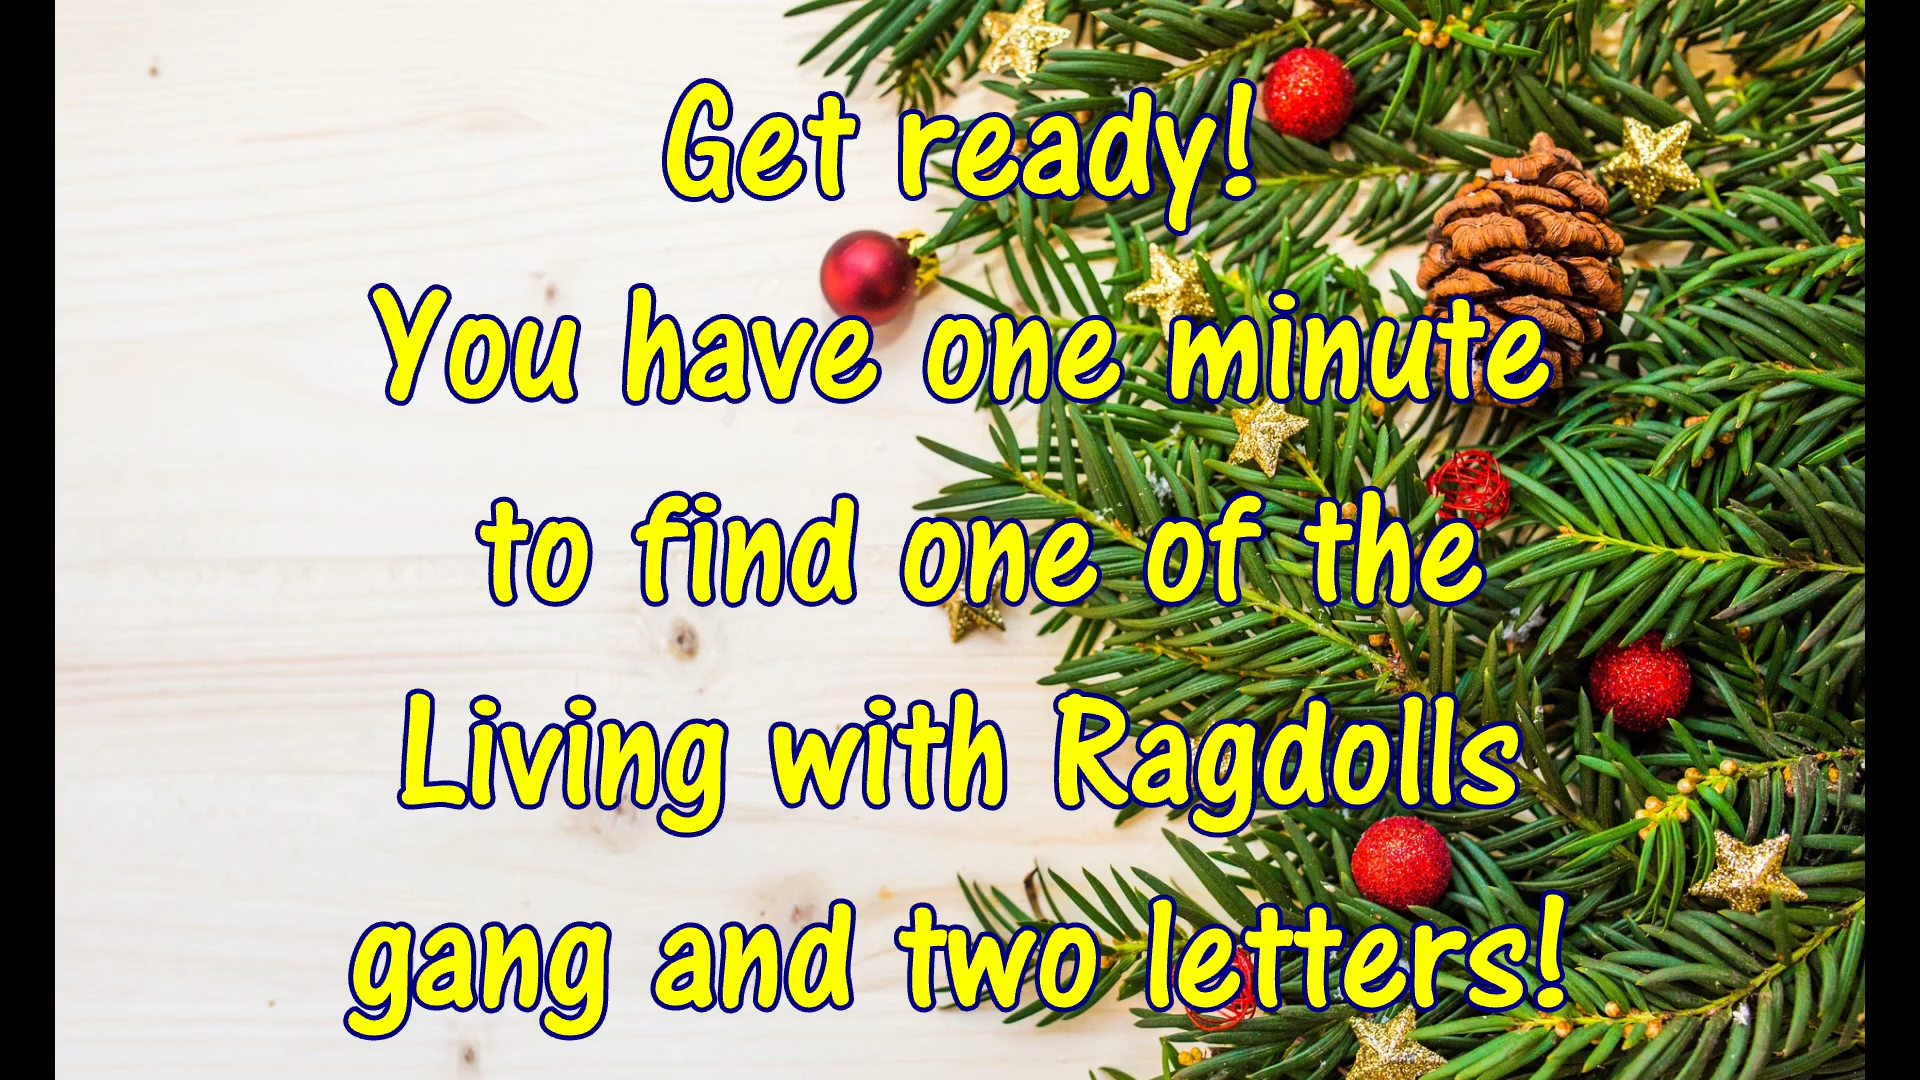 Get ready!
You have one minute
to find one of the
Living with Ragdolls
gang and two letters!